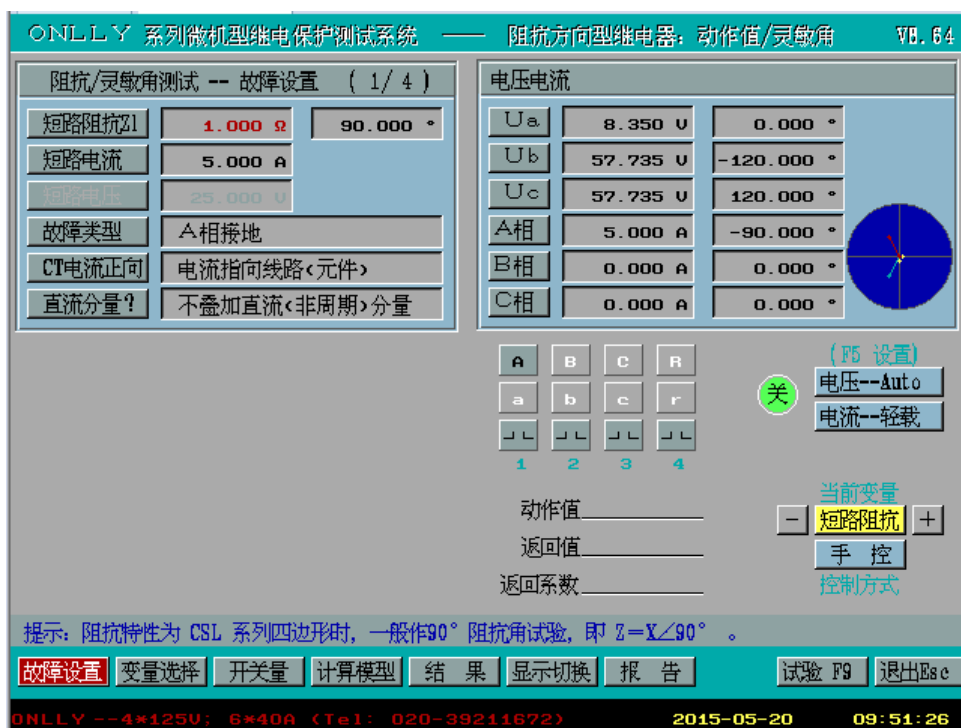 ONLLY 系列微机型继电保护测试系统 —— 阻抗方向型继电器: 动作值/灵敏角 V8.64
阻抗/灵敏角测试 -- 故障设置 ( 1/ 4 )
短路阻抗Z1 1.000 Ω 90.000 °
短路电流 5.000 A
短路电压 25.000 V
故障类型 A相接地
CT电流正向 电流指向线路(元件)
直流分量? 不叠加直流(非周期)分量
电压电流
Ua 8.350 V 0.000 °
Ub 57.735 V -120.000 °
Uc 57.735 V 120.000 °
A相 5.000 A -90.000 °
B相 0.000 A 0.000 °
C相 0.000 A 0.000 °
A B C R
a b c r
1 2 3 4
关
(F5 设置)
电压--Auto
电流--轻载
动作值
返回值
返回系数
当前变量
- 短路阻抗 +
手 控
控制方式
提示: 阻抗特性为 CSL 系列四边形时, 一般作90° 阻抗角试验, 即 Z=X∠90° 。
故障设置 变量选择 开关量 计算模型 结 果 显示切换 报 告 试验 F9 退出Esc
ONLLY --4*125V; 6*40A (Tel: 020-39211672) 2015-05-20 09:51:26